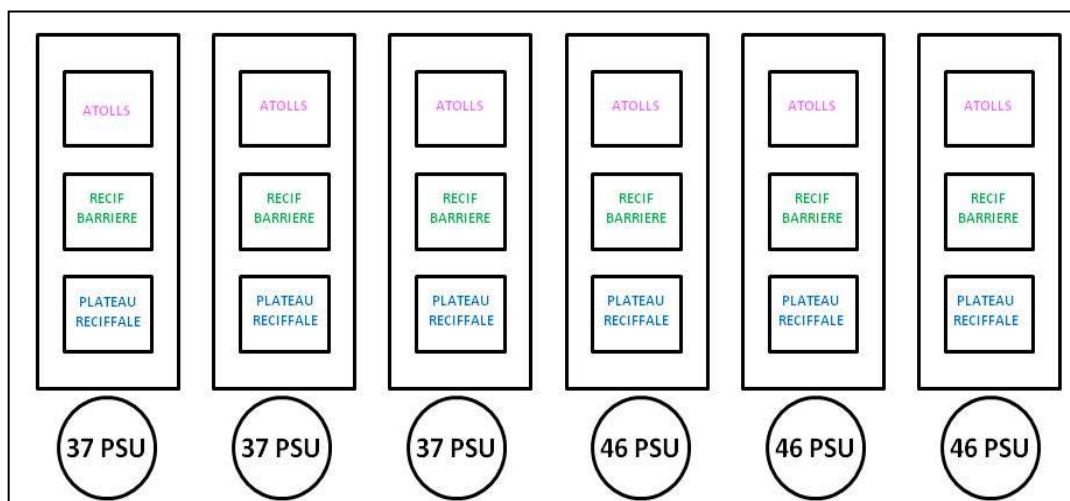 ATOLLS ATOLLS ATOLLS ATOLLS ATOLLS ATOLLS
RECIF RECIF RECIF RECIF RECIF RECIF
BARRIERE BARRIERE BARRIERE BARRIERE BARRIERE BARRIERE
PLATEAU PLATEAU PLATEAU PLATEAU PLATEAU PLATEAU
RECIFFALE RECIFFALE RECIFFALE RECIFFALE RECIFFALE RECIFFALE
37 PSU 37 PSU 37 PSU 46 PSU 46 PSU 46 PSU